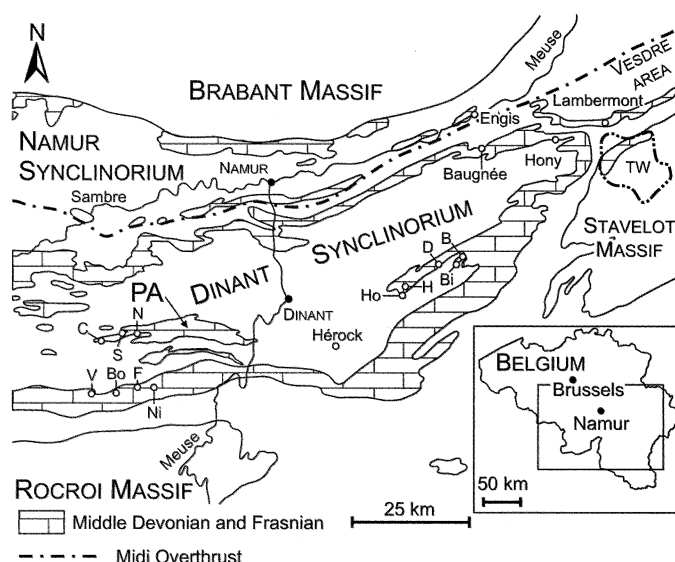 N
BRABANT MASSIF
Meuse
VESDRE AREA
Lambermont
Engis
NAMUR
SYNCLINORIUM
NAMUR
Hony
Baugnée
TW
Sambre
SYNCLINORIUM
STAVELOT
MASSIF
D
B
Bi
H
Ho
DINANT
PA
DINANT
N
C
S
Hérock
V
Bo
F
Ni
BELGIUM
Brussels
Namur
50 km
Meuse
ROCROI MASSIF
Middle Devonian and Frasnian
25 km
Midi Overthrust